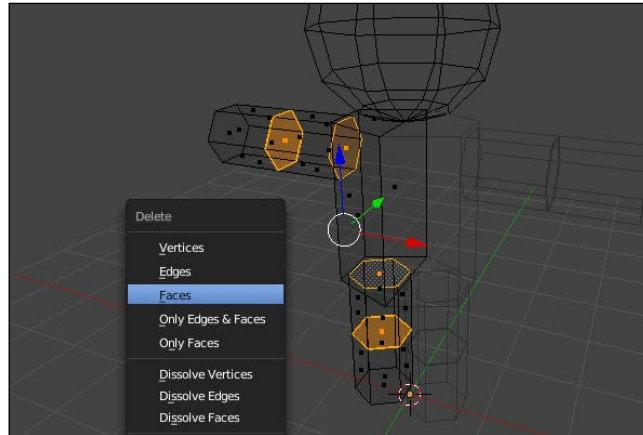 Delete
Vertices
Edges
Faces
Only Edges & Faces
Only Faces
Dissolve Vertices
Dissolve Edges
Dissolve Faces